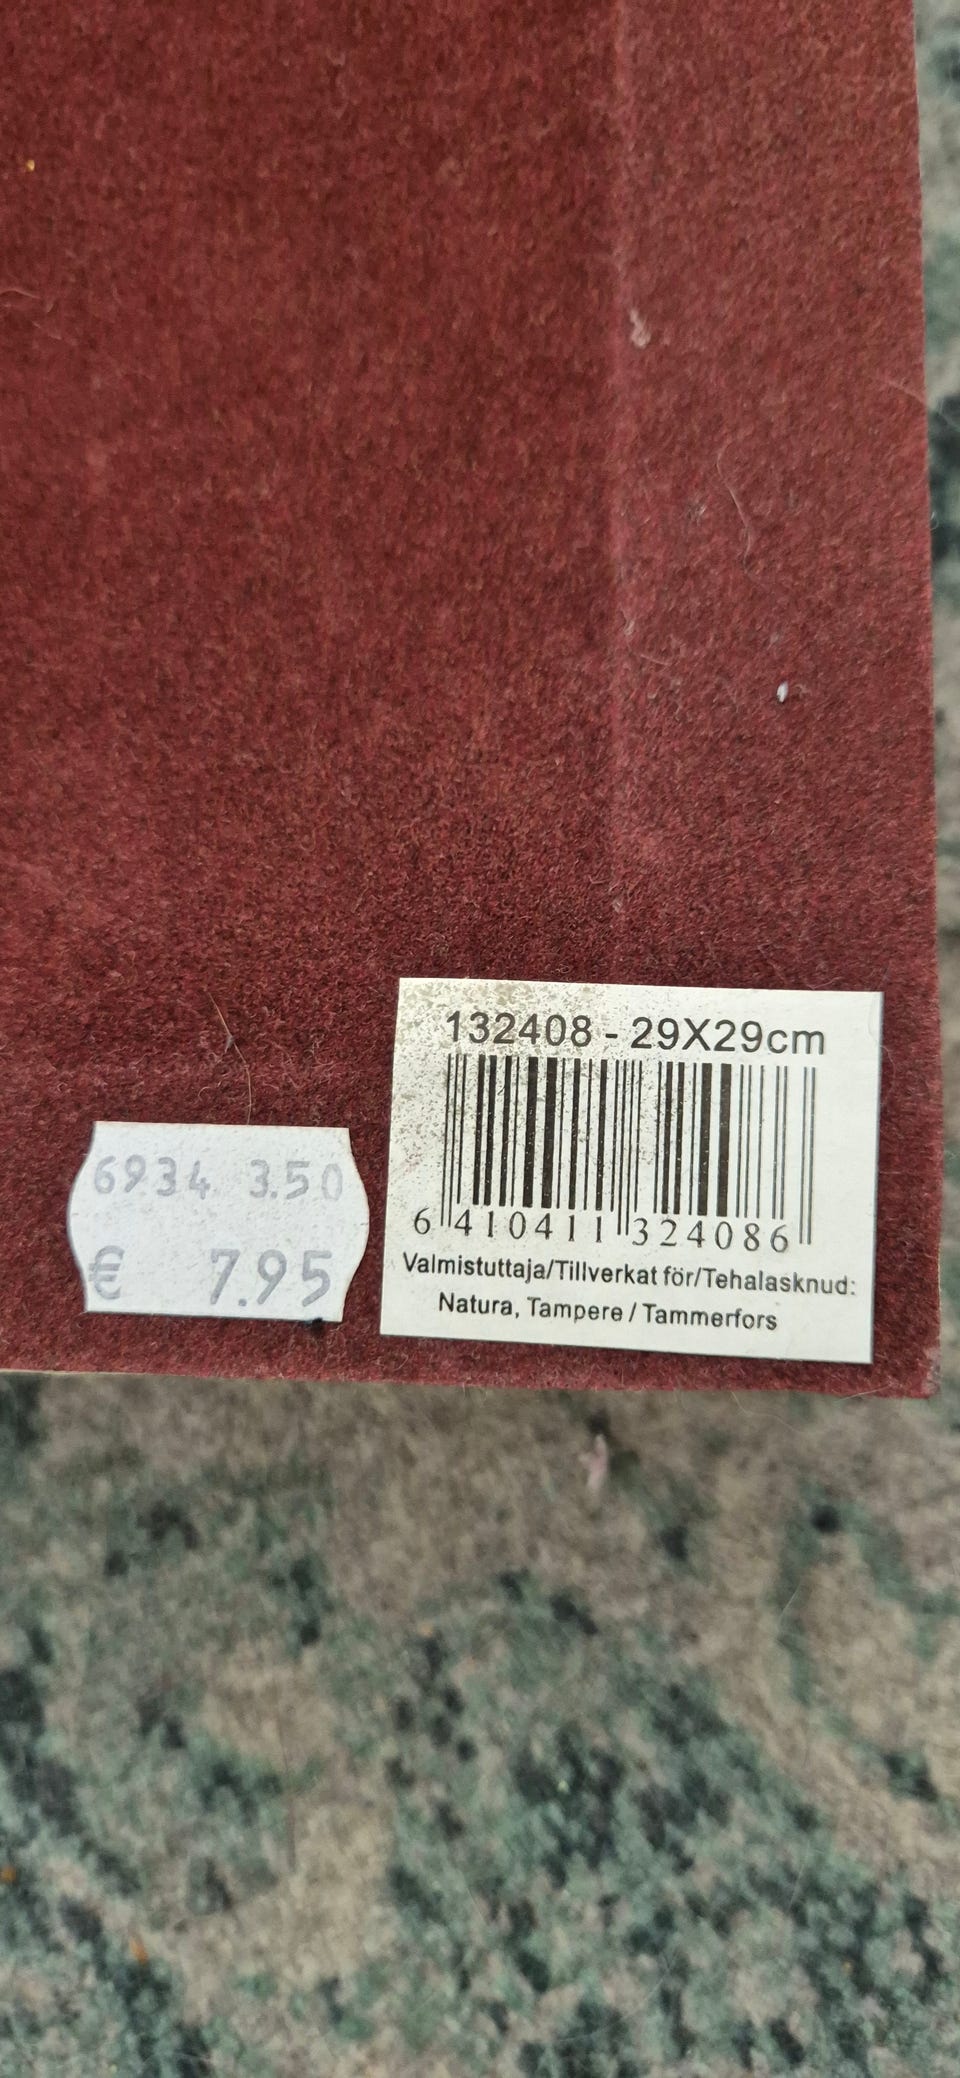 132408 - 29X29cm
6 410411 324086
Valmistuttaja/Tillverkat för/Tehalasknud:
Natura, Tampere / Tammerfors
6934 3.50
€ 7.95